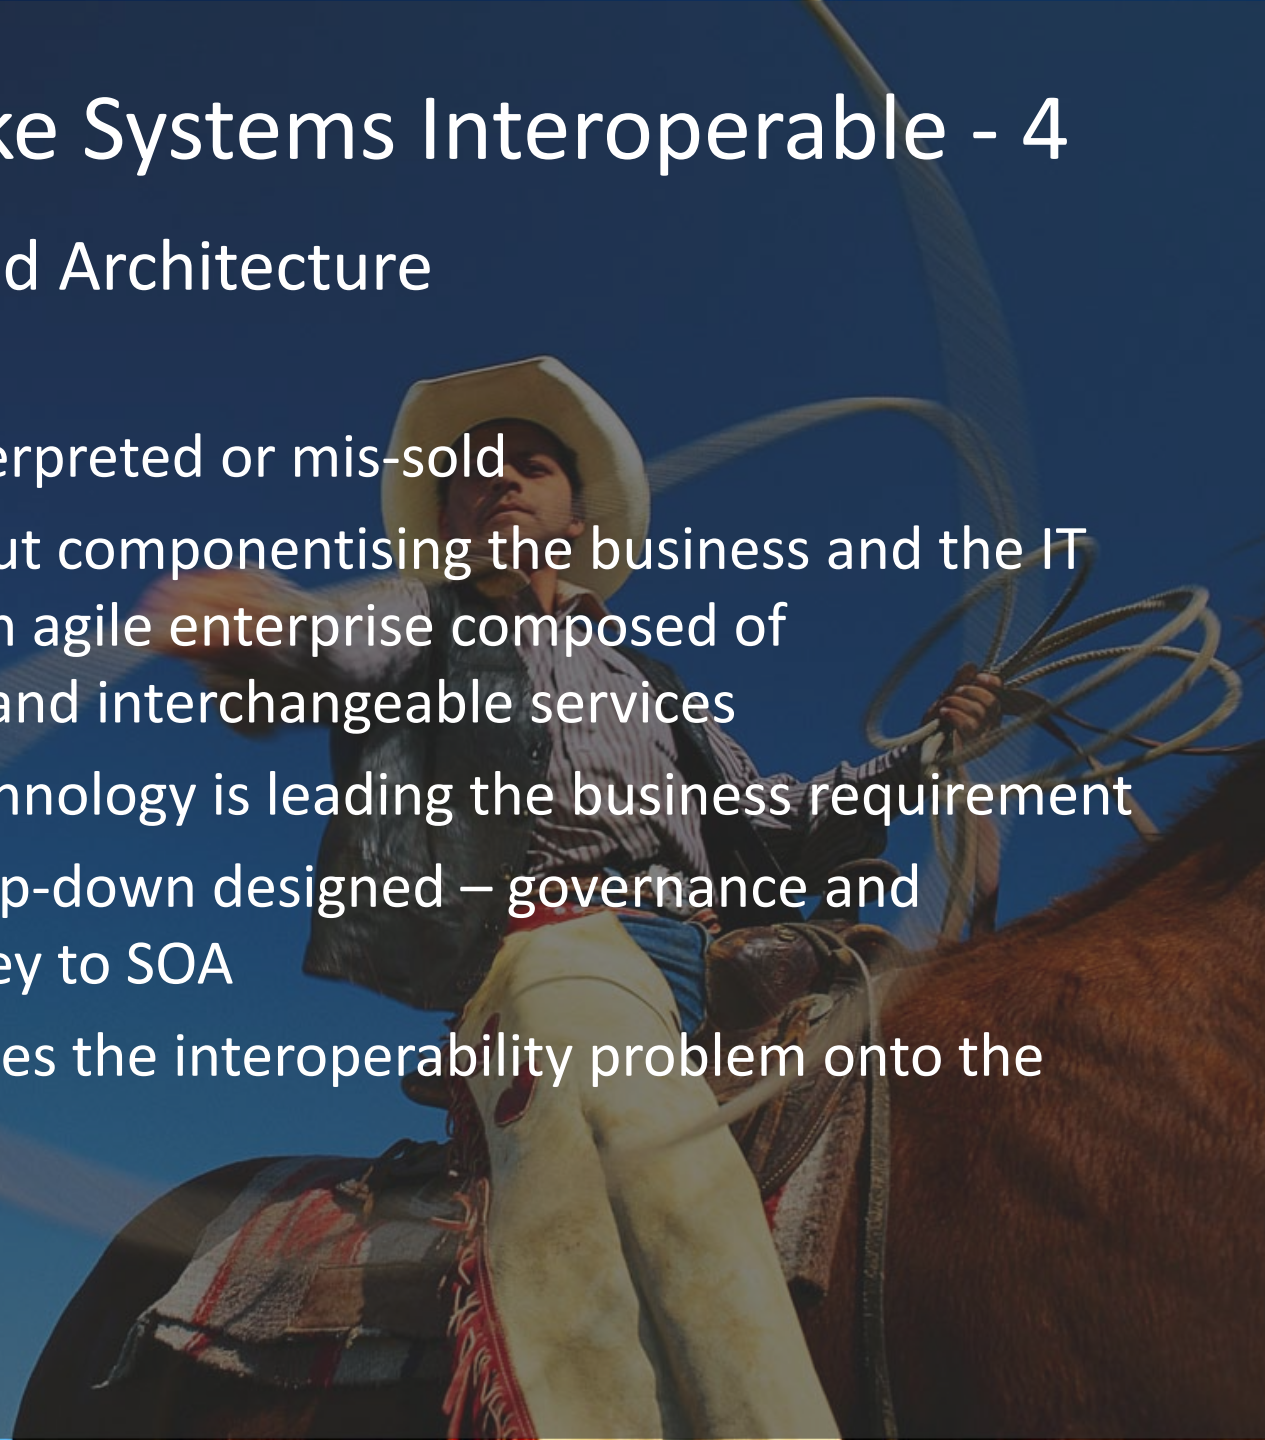 ke Systems Interoperable - 4
d Architecture
erpreted or mis-sold
ut componentising the business and the IT
n agile enterprise composed of
and interchangeable services
hnology is leading the business requirement
p-down designed – governance and
ey to SOA
es the interoperability problem onto the